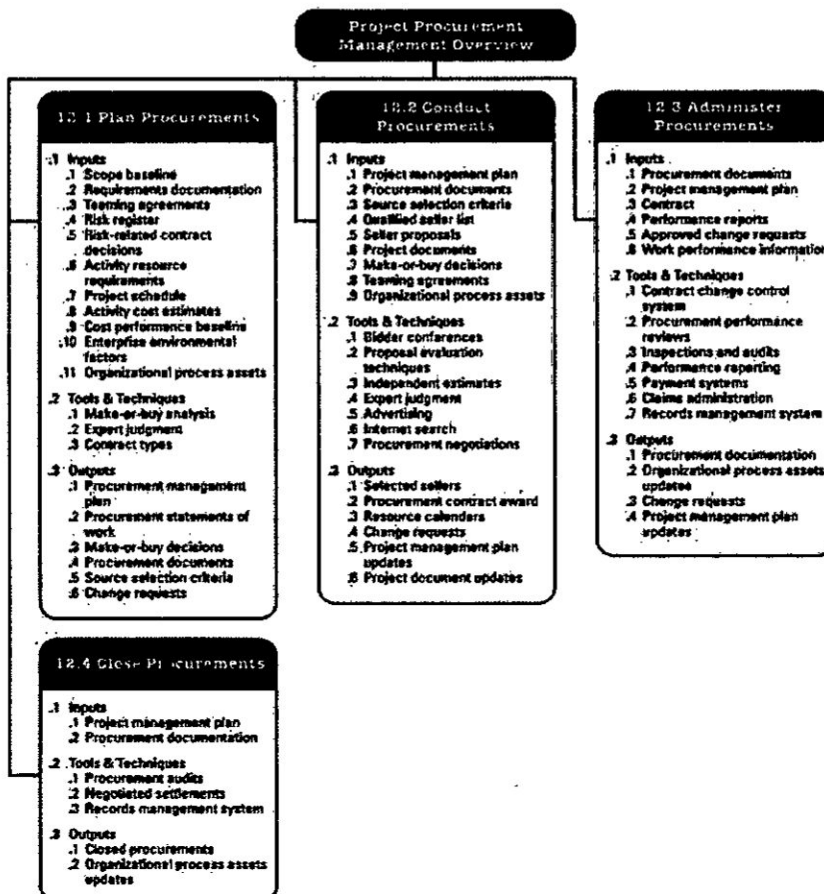 Project Procurement
Management Overview
12.1 Plan Procurements
.1 Inputs
.1 Scope baseline
.2 Requirements documentation
.3 Teaming agreements
.4 Risk register
.5 Risk-related contract
decisions
.6 Activity resource
requirements
.7 Project schedule
.8 Activity cost estimates
.9 Cost performance baseline
.10 Enterprise environmental
factors
.11 Organizational process assets
.2 Tools & Techniques
.1 Make-or-buy analysis
.2 Expert judgment
.3 Contract types
.3 Outputs
.1 Procurement management
plan
.2 Procurement statements of
work
.3 Make-or-buy decisions
.4 Procurement documents
.5 Source selection criteria
.6 Change requests
12.2 Conduct
Procurements
.1 Inputs
.1 Project management plan
.2 Procurement documents
.3 Source selection criteria
.4 Qualified seller list
.5 Seller proposals
.6 Project documents
.7 Make-or-buy decisions
.8 Teaming agreements
.9 Organizational process assets
.2 Tools & Techniques
.1 Bidder conferences
.2 Proposal evaluation
techniques
.3 Independent estimates
.4 Expert judgment
.5 Advertising
.6 Internet search
.7 Procurement negotiations
.3 Outputs
.1 Selected sellers
.2 Procurement contract award
.3 Resource calendars
.4 Change requests
.5 Project management plan
updates
.6 Project document updates
12.3 Administer
Procurements
.1 Inputs
.1 Procurement documents
.2 Project management plan
.3 Contract
.4 Performance reports
.5 Approved change requests
.6 Work performance information
.2 Tools & Techniques
.1 Contract change control
system
.2 Procurement performance
reviews
.3 Inspections and audits
.4 Performance reporting
.5 Payment systems
.6 Claims administration
.7 Records management system
.3 Outputs
.1 Procurement documentation
.2 Organizational process assets
updates
.3 Change requests
.4 Project management plan
updates
12.4 Close Procurements
.1 Inputs
.1 Project management plan
.2 Procurement documentation
.2 Tools & Techniques
.1 Procurement audits
.2 Negotiated settlements
.3 Records management system
.3 Outputs
.1 Closed procurements
.2 Organizational process assets
updates